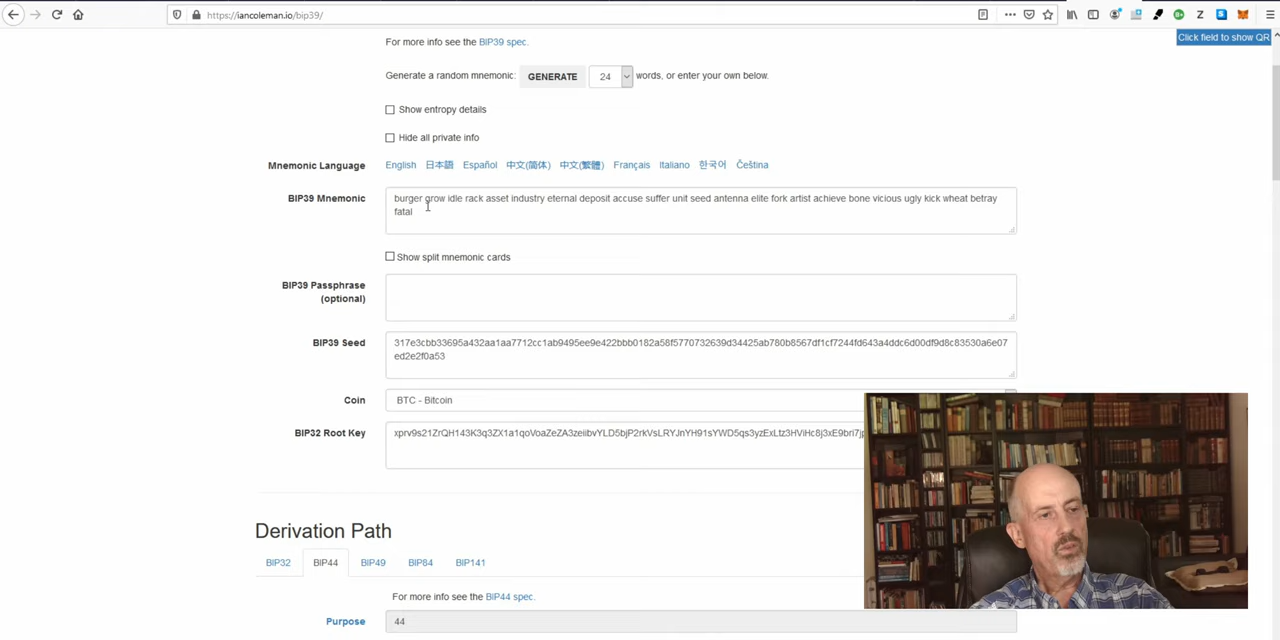 https://iancoleman.io/bip39/
Click field to show QR
For more info see the BIP39 spec.
Generate a random mnemonic: GENERATE 24 words, or enter your own below.
Show entropy details
Hide all private info
Mnemonic Language English 日本語 Español 中文(简体) 中文(繁體) Français Italiano 한국어 Čeština
BIP39 Mnemonic burger grow idle rack asset industry eternal deposit accuse suffer unit seed antenna elite fork artist achieve bone vicious ugly kick wheat betray
fatal
Show split mnemonic cards
BIP39 Passphrase
(optional)
BIP39 Seed 317e3cbb33695a432aa1aa7712cc1ab9495ee9e422bbb0182a58f5770732639d34425ab780b8567df1cf7244fd643a4ddc6d00df9d8c83530a6e07
ed2e2f0a53
Coin BTC - Bitcoin
BIP32 Root Key
Derivation Path
BIP32 BIP44 BIP49 BIP84 BIP141
For more info see the BIP44 spec.
Purpose 44